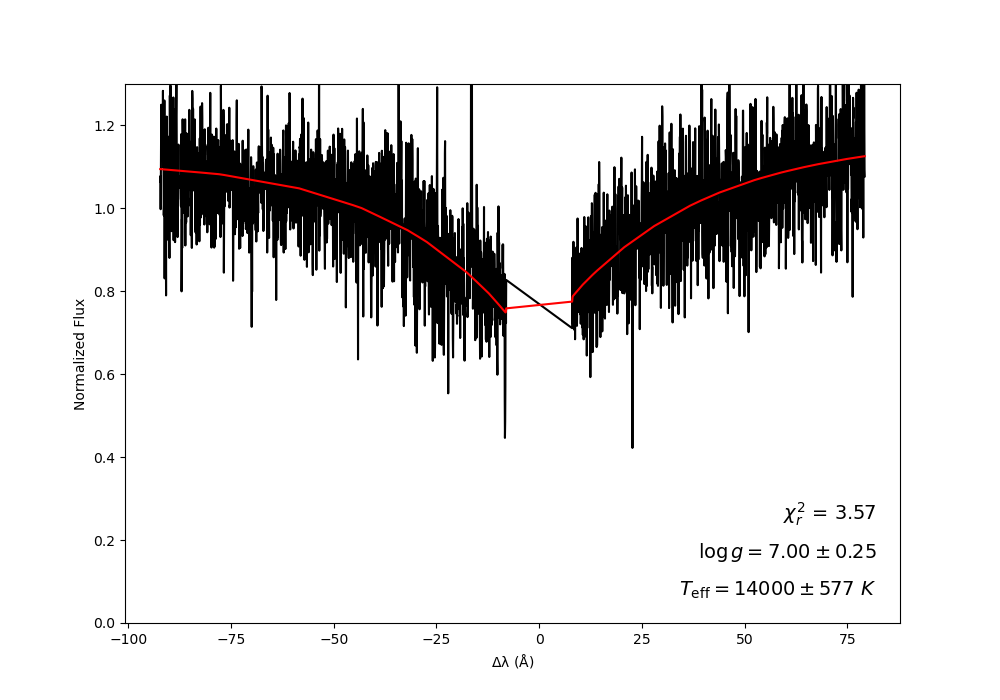 1.2
1.0
0.8
0.6
0.4
0.2
0.0
Normalized Flux
χ²ᵣ = 3.57
log g = 7.00 ± 0.25
T_eff = 14000 ± 577 K
−100 −75 −50 −25 0 25 50 75
Δλ (Å)